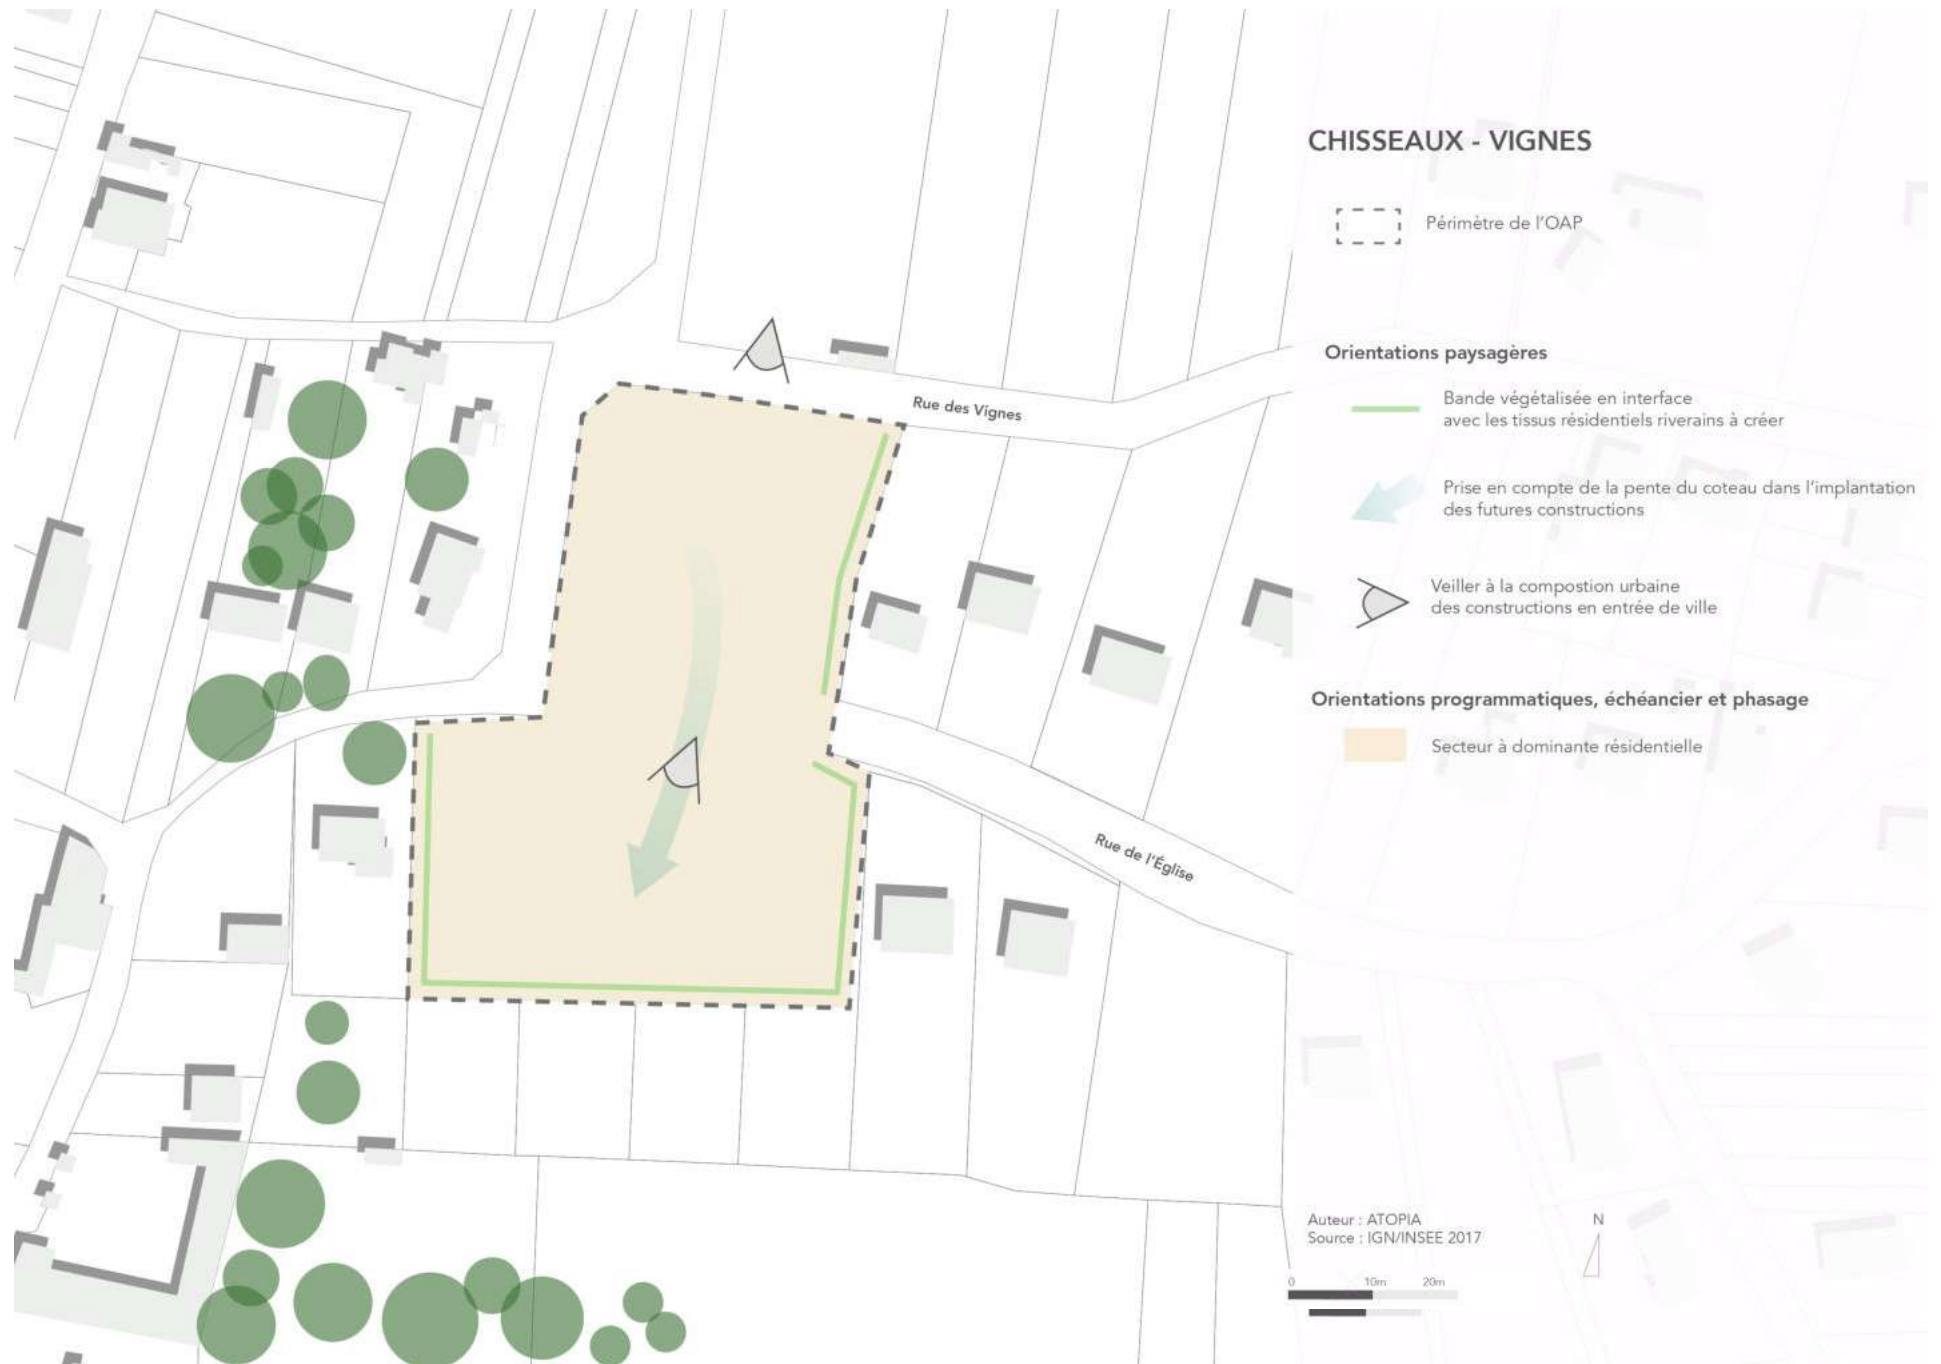 CHISSEAUX - VIGNES
Périmètre de l'OAP
Orientations paysagères
Bande végétalisée en interface
avec les tissus résidentiels riverains à créer
Prise en compte de la pente du coteau dans l'implantation
des futures constructions
Veiller à la compostion urbaine
des constructions en entrée de ville
Orientations programmatiques, échéancier et phasage
Secteur à dominante résidentielle
Rue des Vignes
Rue de l'Église
Auteur : ATOPIA
Source : IGN/INSEE 2017
N
0 10m 20m